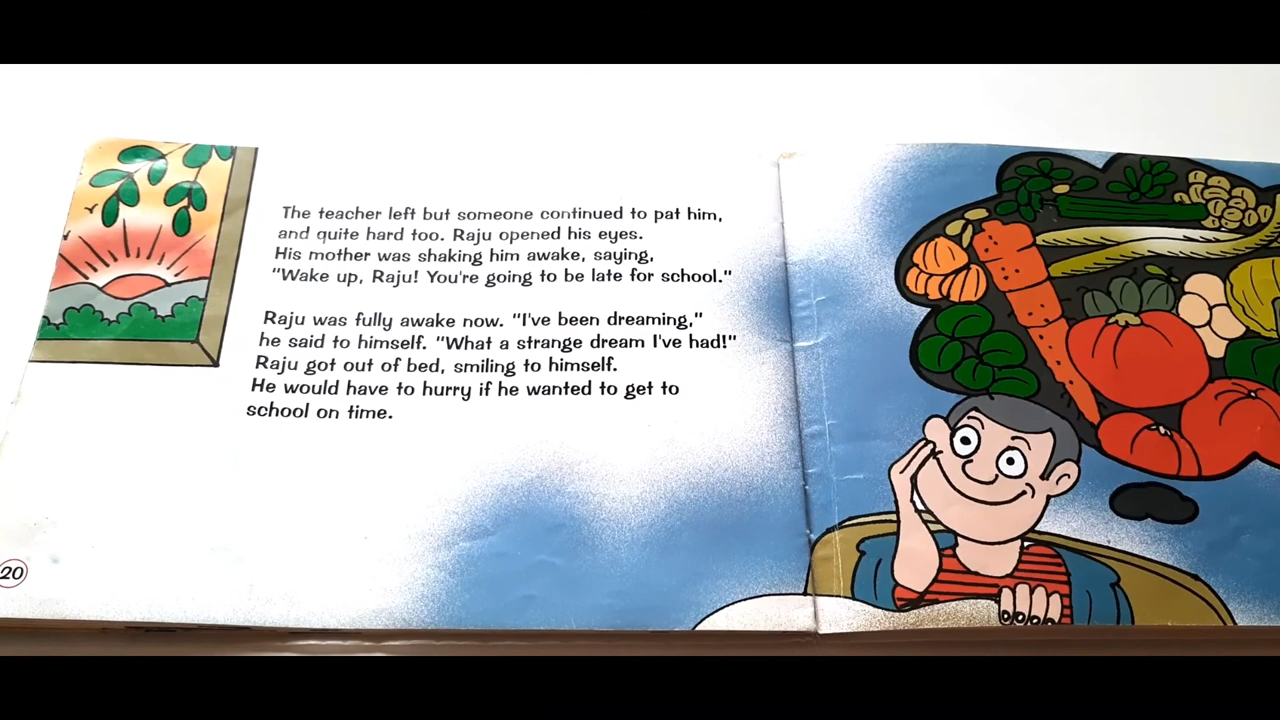 The teacher left but someone continued to pat him,
and quite hard too. Raju opened his eyes.
His mother was shaking him awake, saying,
"Wake up, Raju! You're going to be late for school."
Raju was fully awake now. "I've been dreaming,"
he said to himself. "What a strange dream I've had!"
Raju got out of bed, smiling to himself.
He would have to hurry if he wanted to get to
school on time.
20